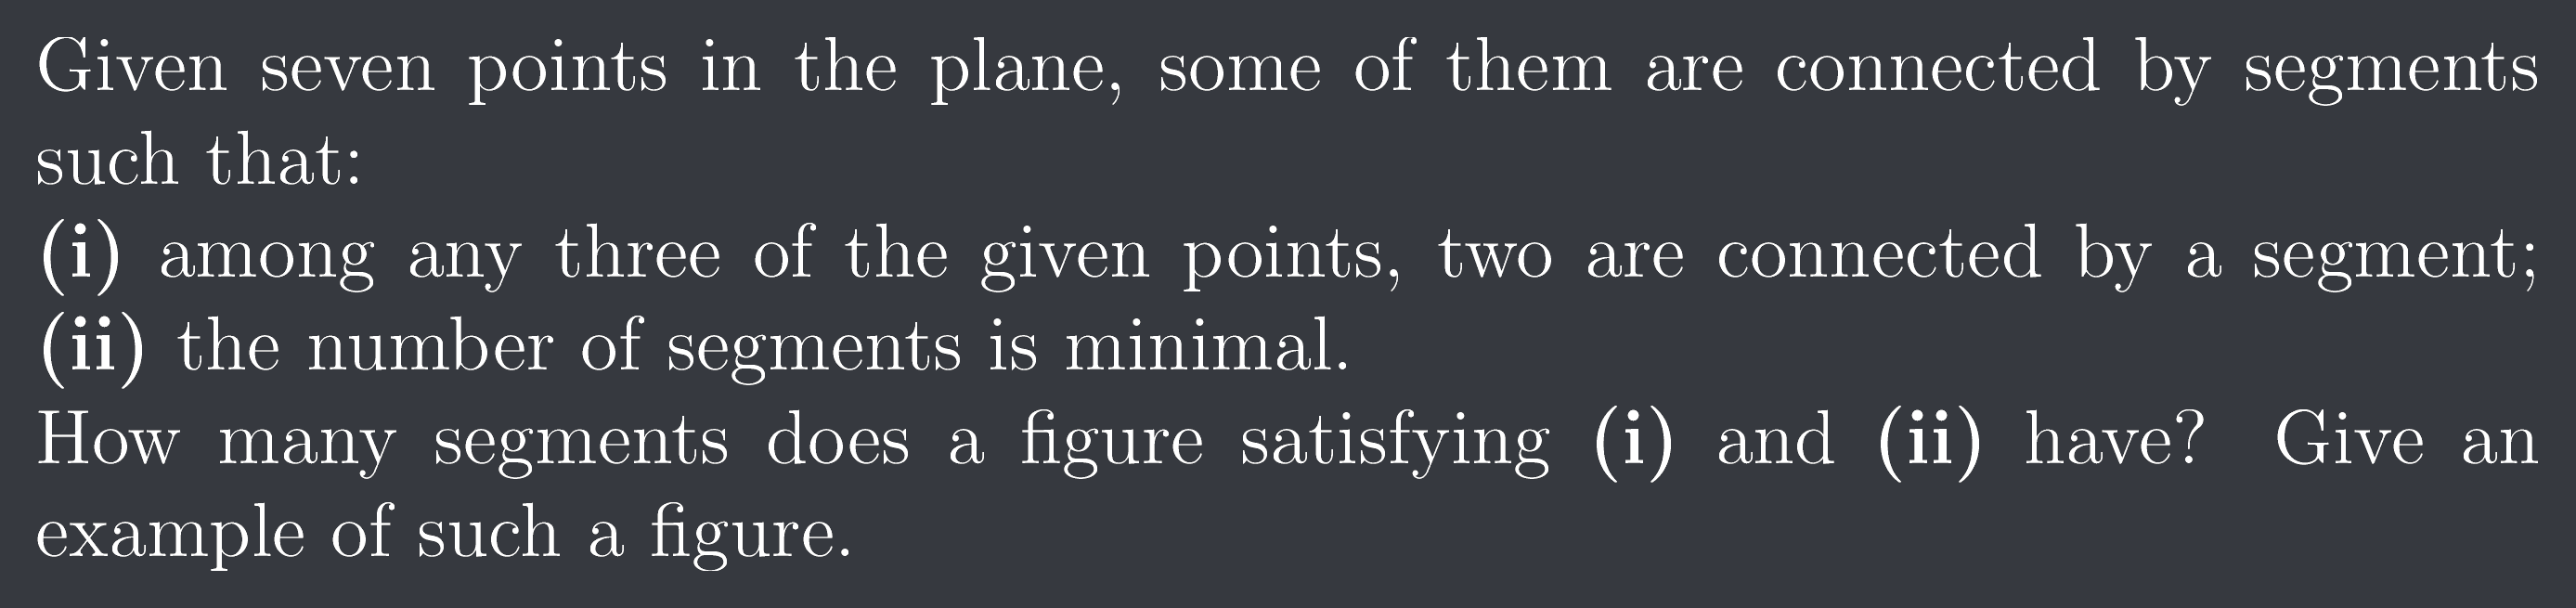 Given seven points in the plane, some of them are connected by segments
such that:
(i) among any three of the given points, two are connected by a segment;
(ii) the number of segments is minimal.
How many segments does a figure satisfying (i) and (ii) have? Give an
example of such a figure.